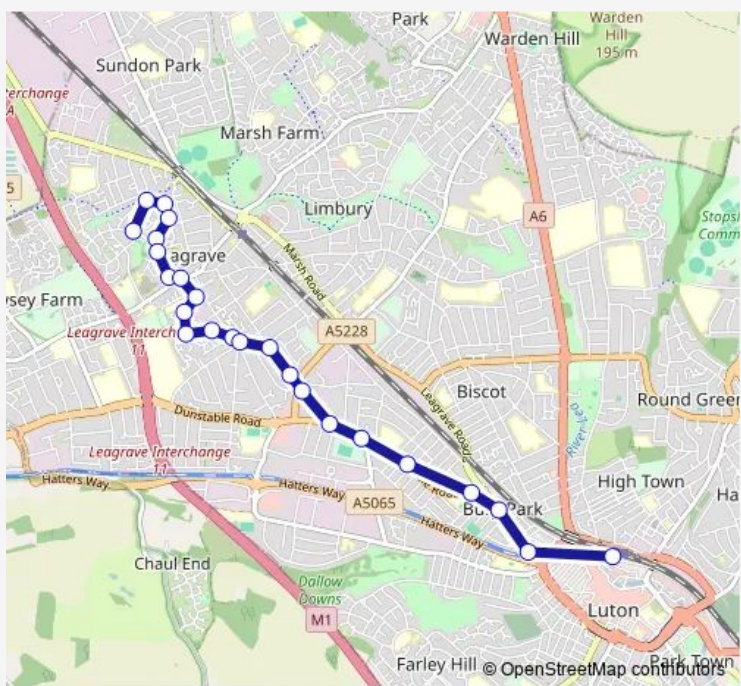 Park
Warden
Hill
195 m
Warden Hill
Sundon Park
terchange
A
Marsh Farm
5
Limbury
A6
Stops
Comm
agrave
Marsh Road
sey Farm
Leagrave Interch
11
A5228
Biscot
Round Green
Leagrave Road
River Lea
Dunstable Road
Leagrave Interchange
11
Hatters Way
Hatters Way
A5065
Hatters Way
High Town
Ha
Park
Chaul End
Dallow
Downs
M1
Luton
Farley Hill
Park Town
© OpenStreetMap contributors